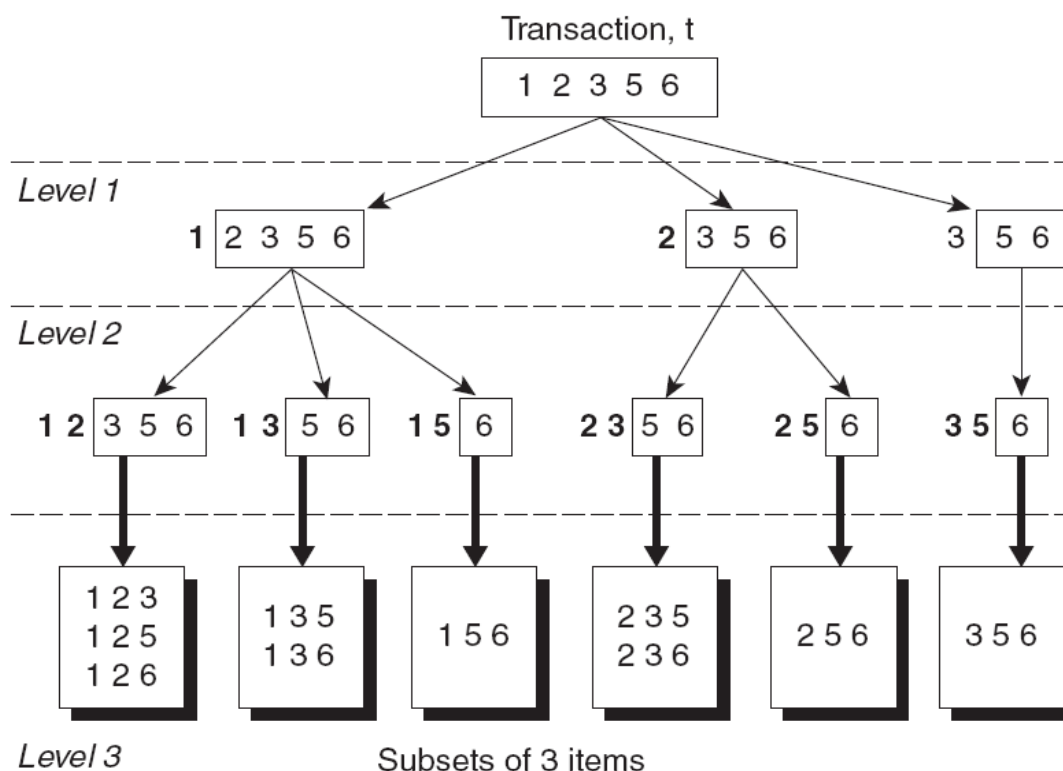 Transaction, t
1 2 3 5 6
Level 1
1 2 3 5 6
2 3 5 6
3 5 6
Level 2
1 2 3 5 6
1 3 5 6
1 5 6
2 3 5 6
2 5 6
3 5 6
1 2 3
1 2 5
1 2 6
1 3 5
1 3 6
1 5 6
2 3 5
2 3 6
2 5 6
3 5 6
Level 3
Subsets of 3 items